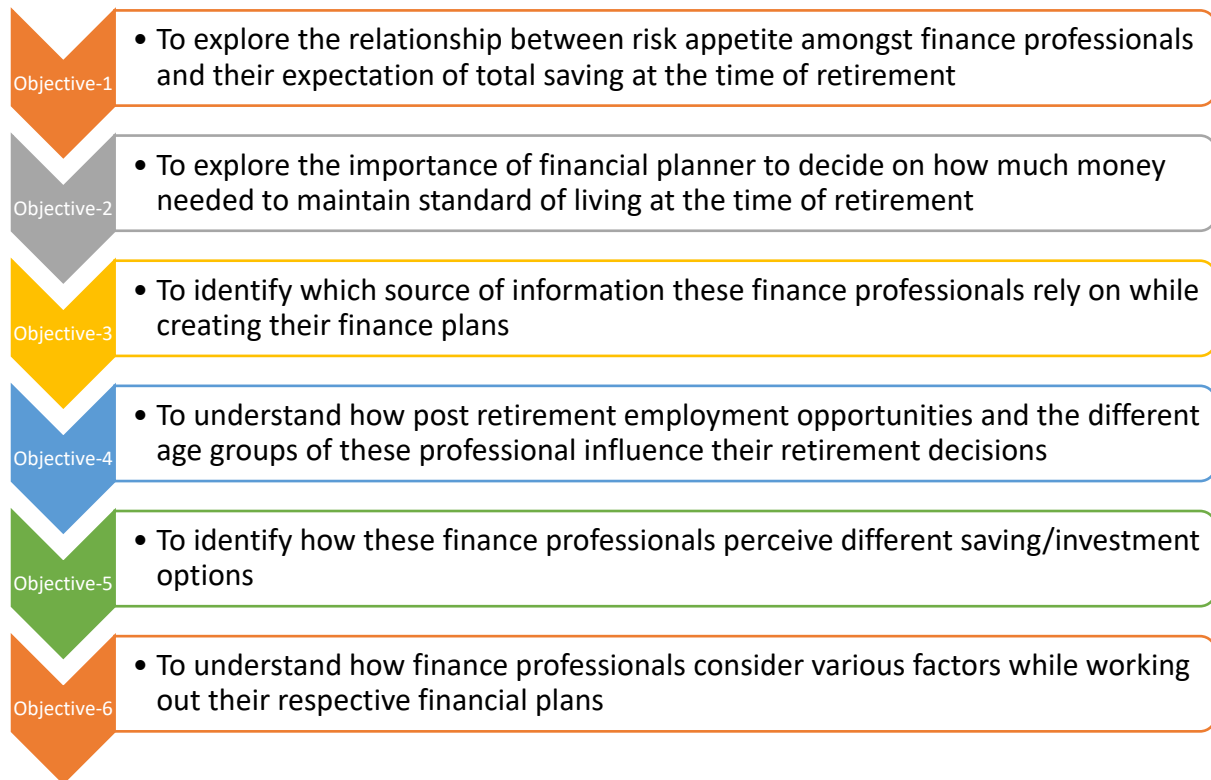 Objective-1
• To explore the relationship between risk appetite amongst finance professionals
and their expectation of total saving at the time of retirement
Objective-2
• To explore the importance of financial planner to decide on how much money
needed to maintain standard of living at the time of retirement
Objective-3
• To identify which source of information these finance professionals rely on while
creating their finance plans
Objective-4
• To understand how post retirement employment opportunities and the different
age groups of these professional influence their retirement decisions
Objective-5
• To identify how these finance professionals perceive different saving/investment
options
Objective-6
• To understand how finance professionals consider various factors while working
out their respective financial plans